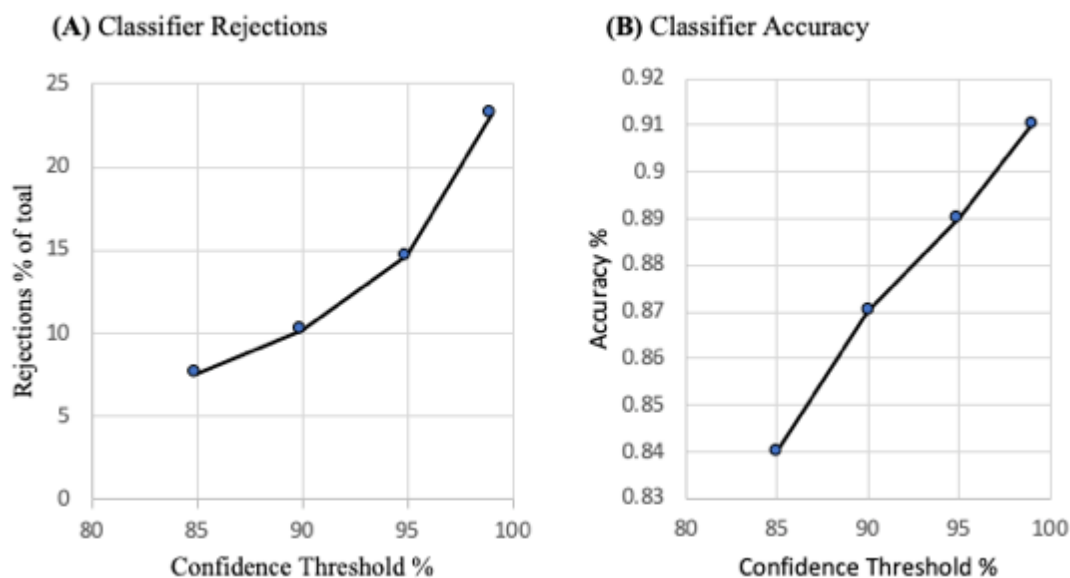 (A) Classifier Rejections
25
20
15
10
5
0
80 85 90 95 100
Rejections % of toal
Confidence Threshold %
(B) Classifier Accuracy
0.92
0.91
0.9
0.89
0.88
0.87
0.86
0.85
0.84
0.83
80 85 90 95 100
Accuracy %
Confidence Threshold %